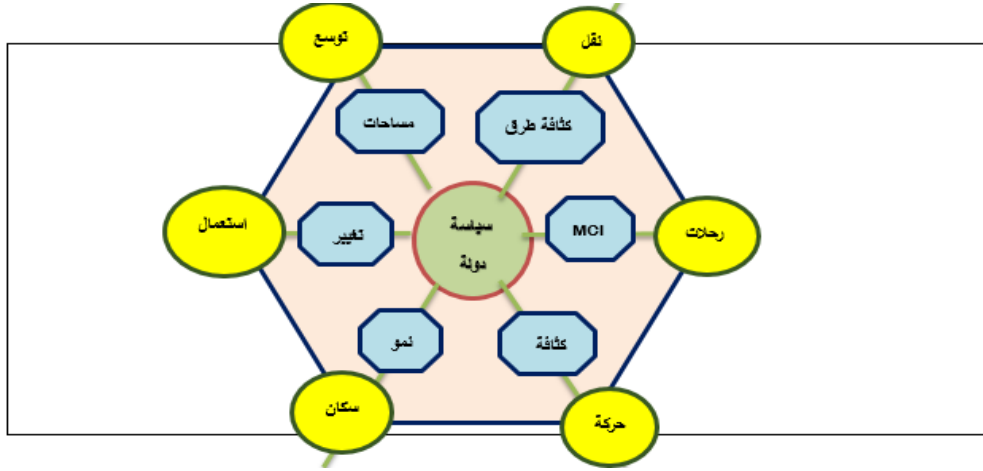 نقل
توسع
كثافة طرق
مساحات
رحلات
MCI
سياسة
دولة
تغيير
استعمال
كثافة
نمو
حركة
سكان